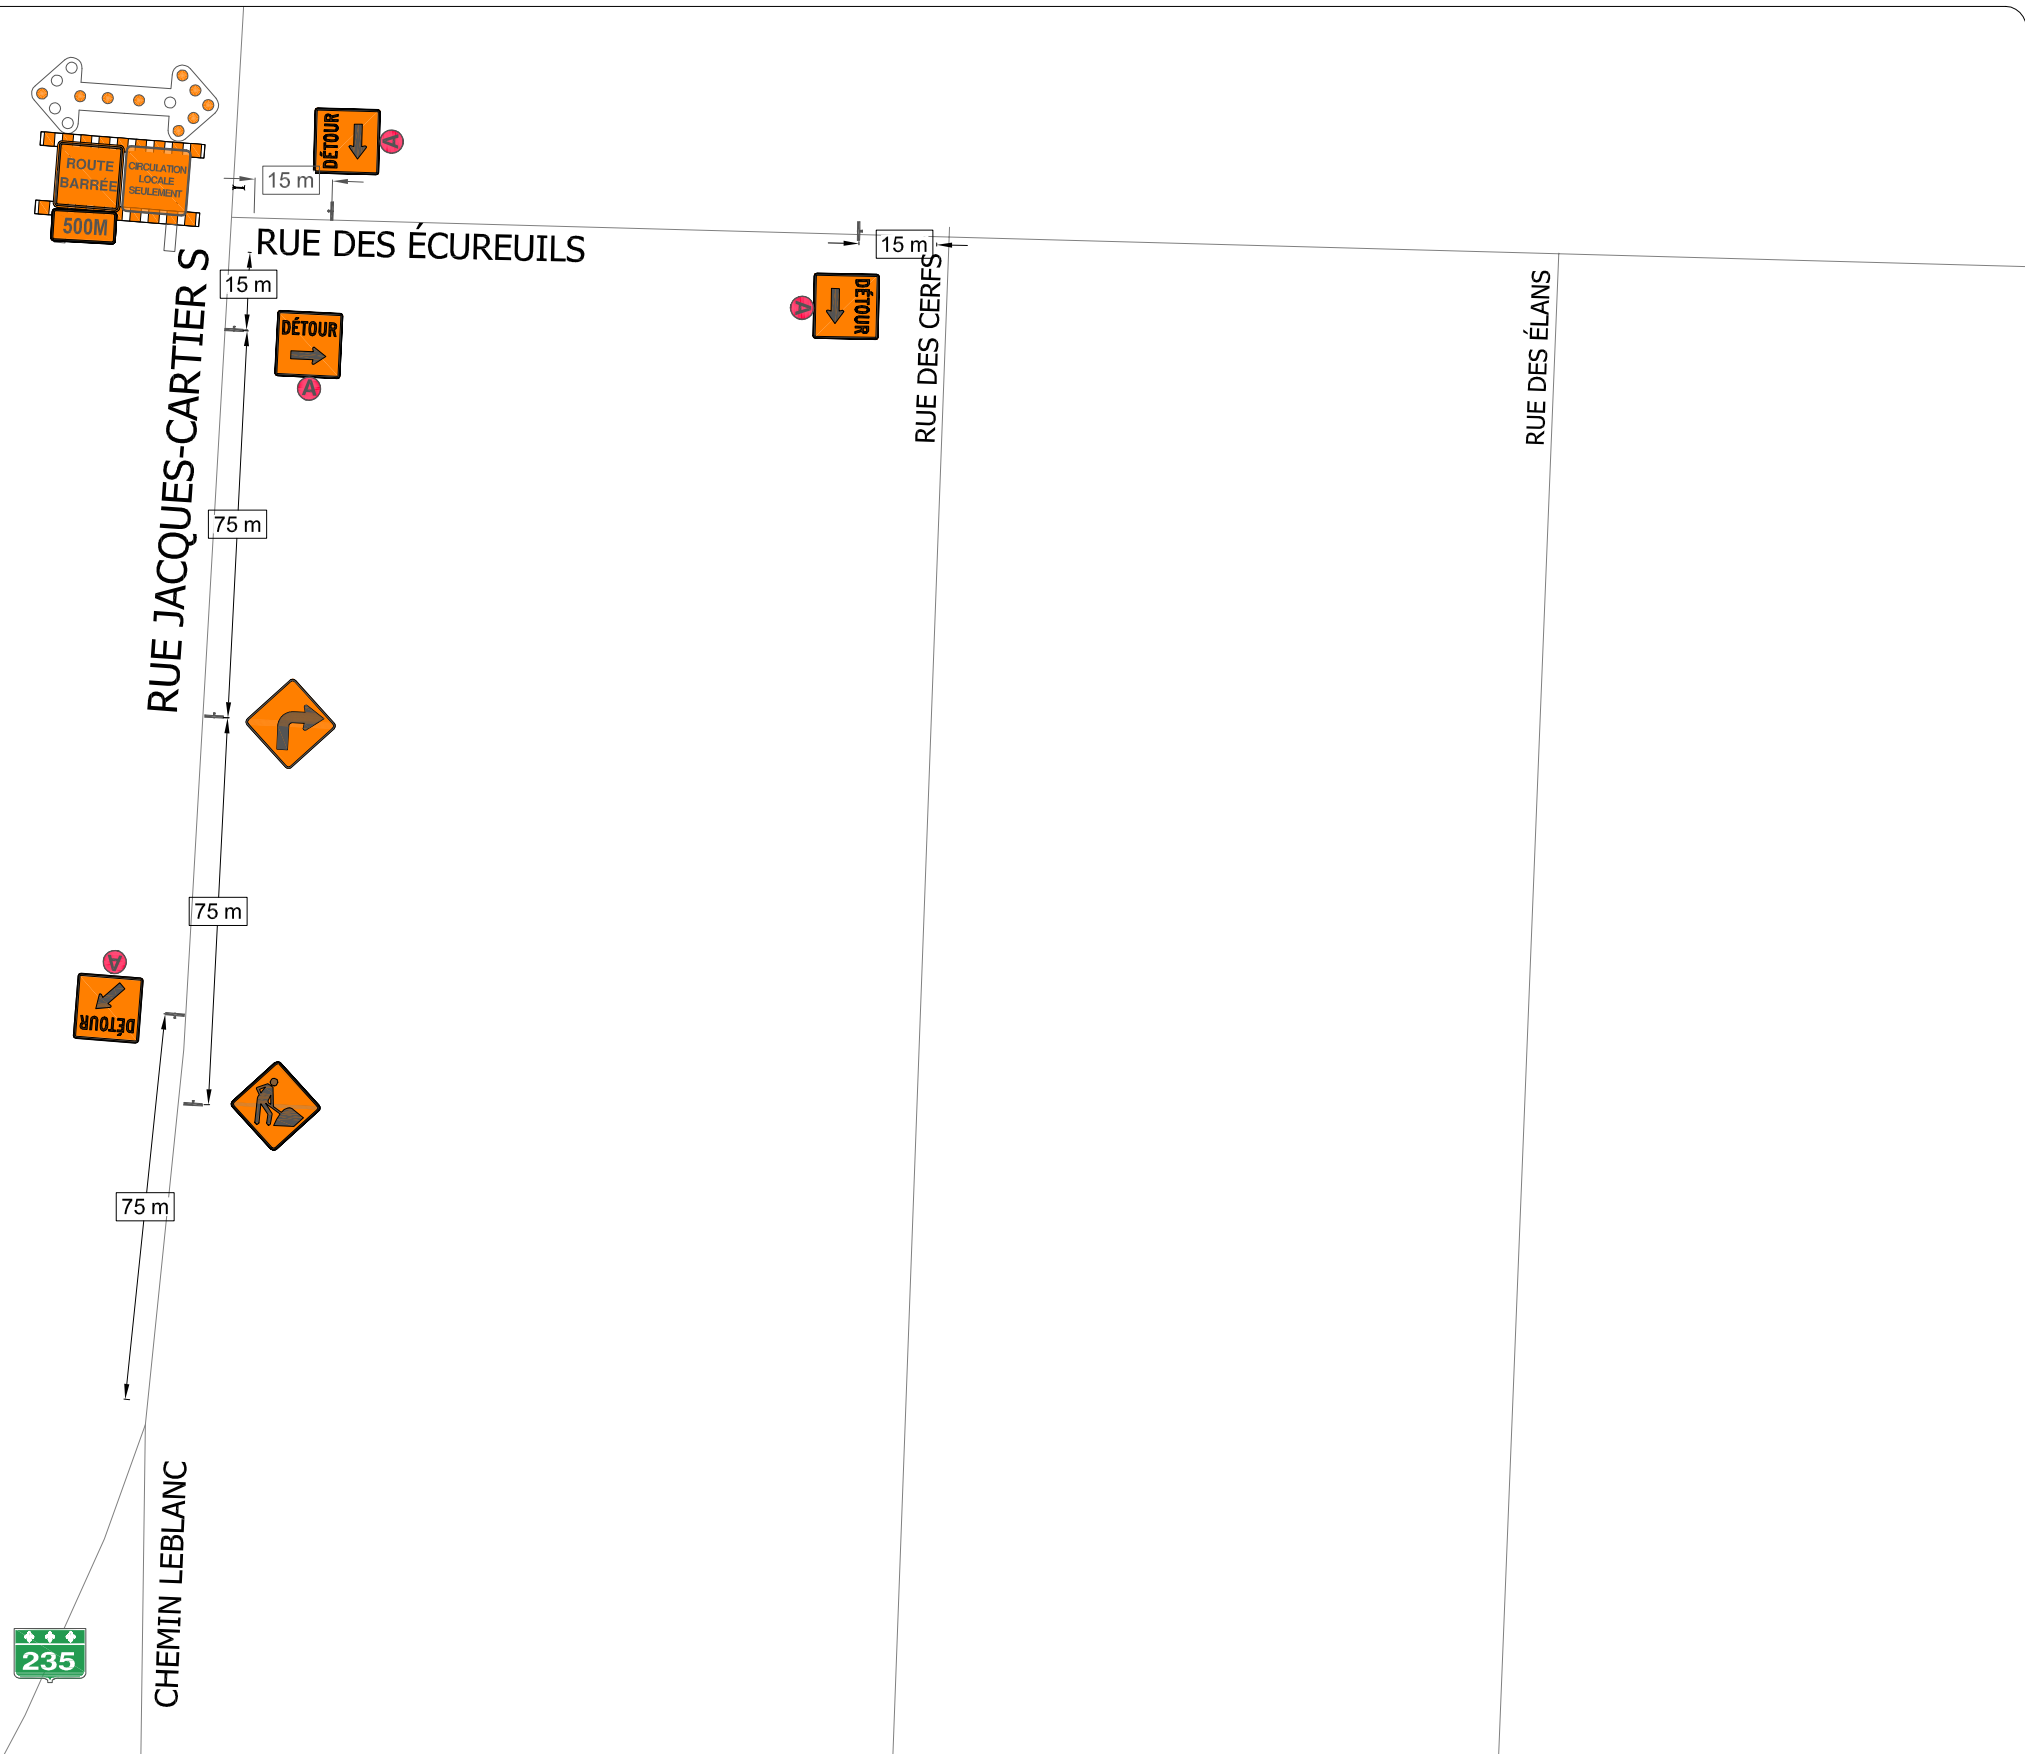 DÉTOUR
A
ROUTE
BARRÉE
CIRCULATION
LOCALE
SEULEMENT
500M
15 m
RUE DES ÉCUREUILS
15 m
15 m
DÉTOUR
A
DÉTOUR
A
RUE JACQUES-CARTIER S
RUE DES CERFS
RUE DES ÉLANS
75 m
75 m
A
DÉTOUR
75 m
CHEMIN LEBLANC
235